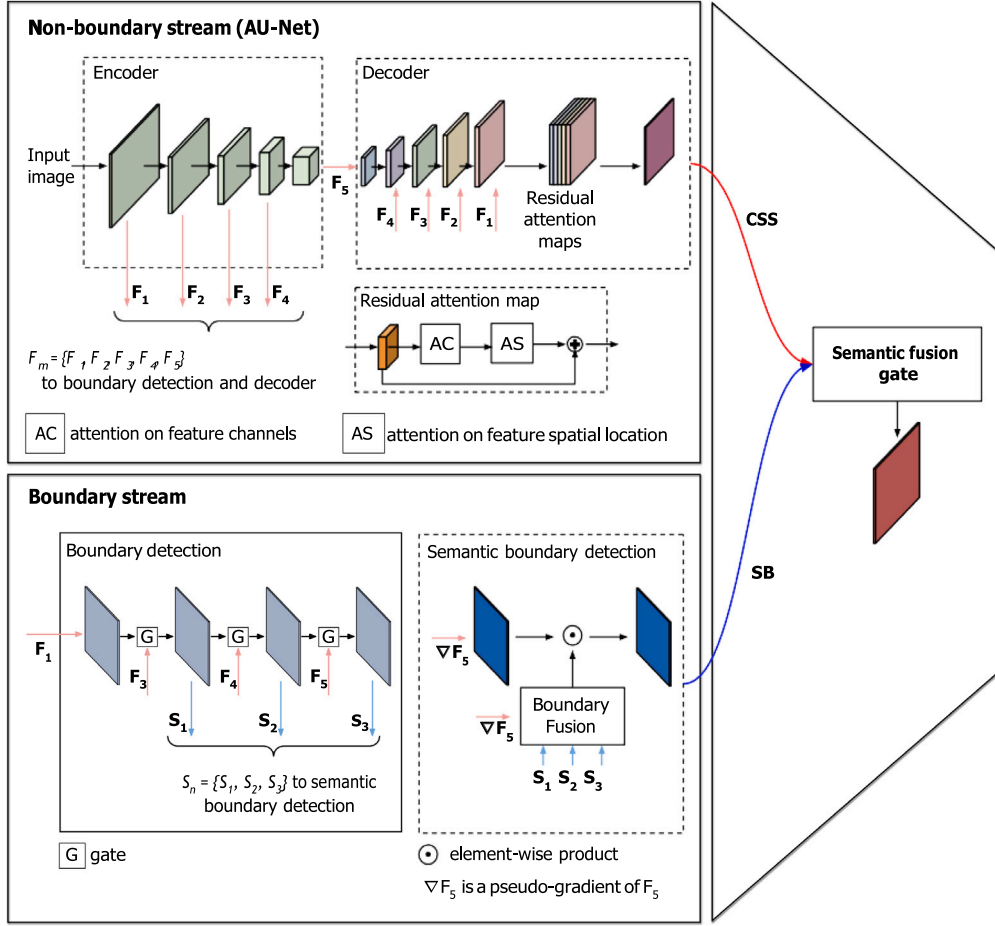 Non-boundary stream (AU-Net)
Encoder
Decoder
Input
image
F5
F4 F3 F2 F1
Residual
attention
maps
F1 F2 F3 F4
Fm = {F1 F2 F3, F4, F5}
to boundary detection and decoder
Residual attention map
AC
AS
AC attention on feature channels
AS attention on feature spatial location
CSS
SB
Semantic fusion
gate
Boundary stream
Boundary detection
G G G
F1
F3 F4 F5
S1 S2 S3
Sn = {S1, S2, S3} to semantic
boundary detection
G gate
Semantic boundary detection
▽F5
▽F5
Boundary
Fusion
S1 S2 S3
element-wise product
▽F5 is a pseudo-gradient of F5